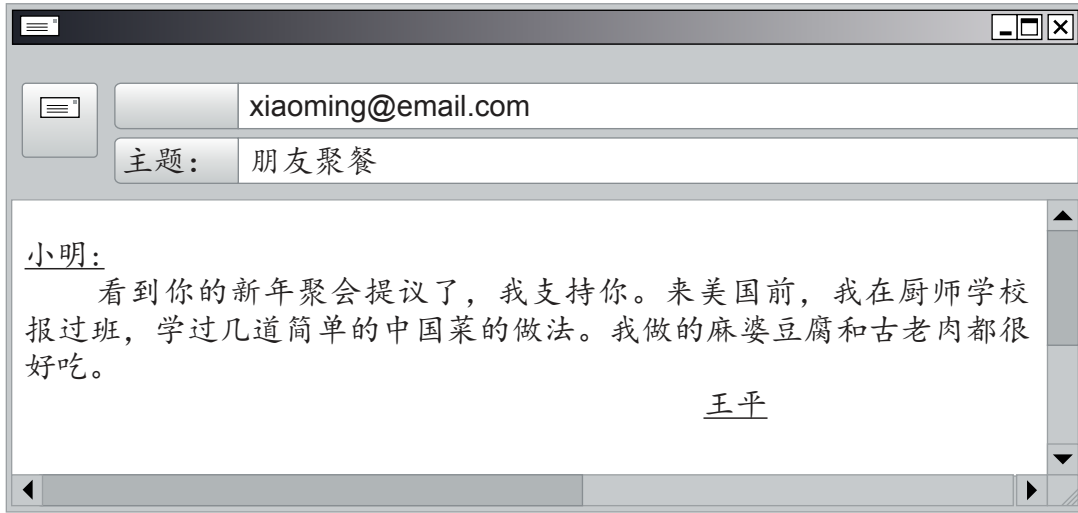 xiaoming@email.com
主题： 朋友聚餐
小明:
看到你的新年聚会提议了，我支持你。来美国前，我在厨师学校
报过班，学过几道简单的中国菜的做法。我做的麻婆豆腐和古老肉都很
好吃。
王平